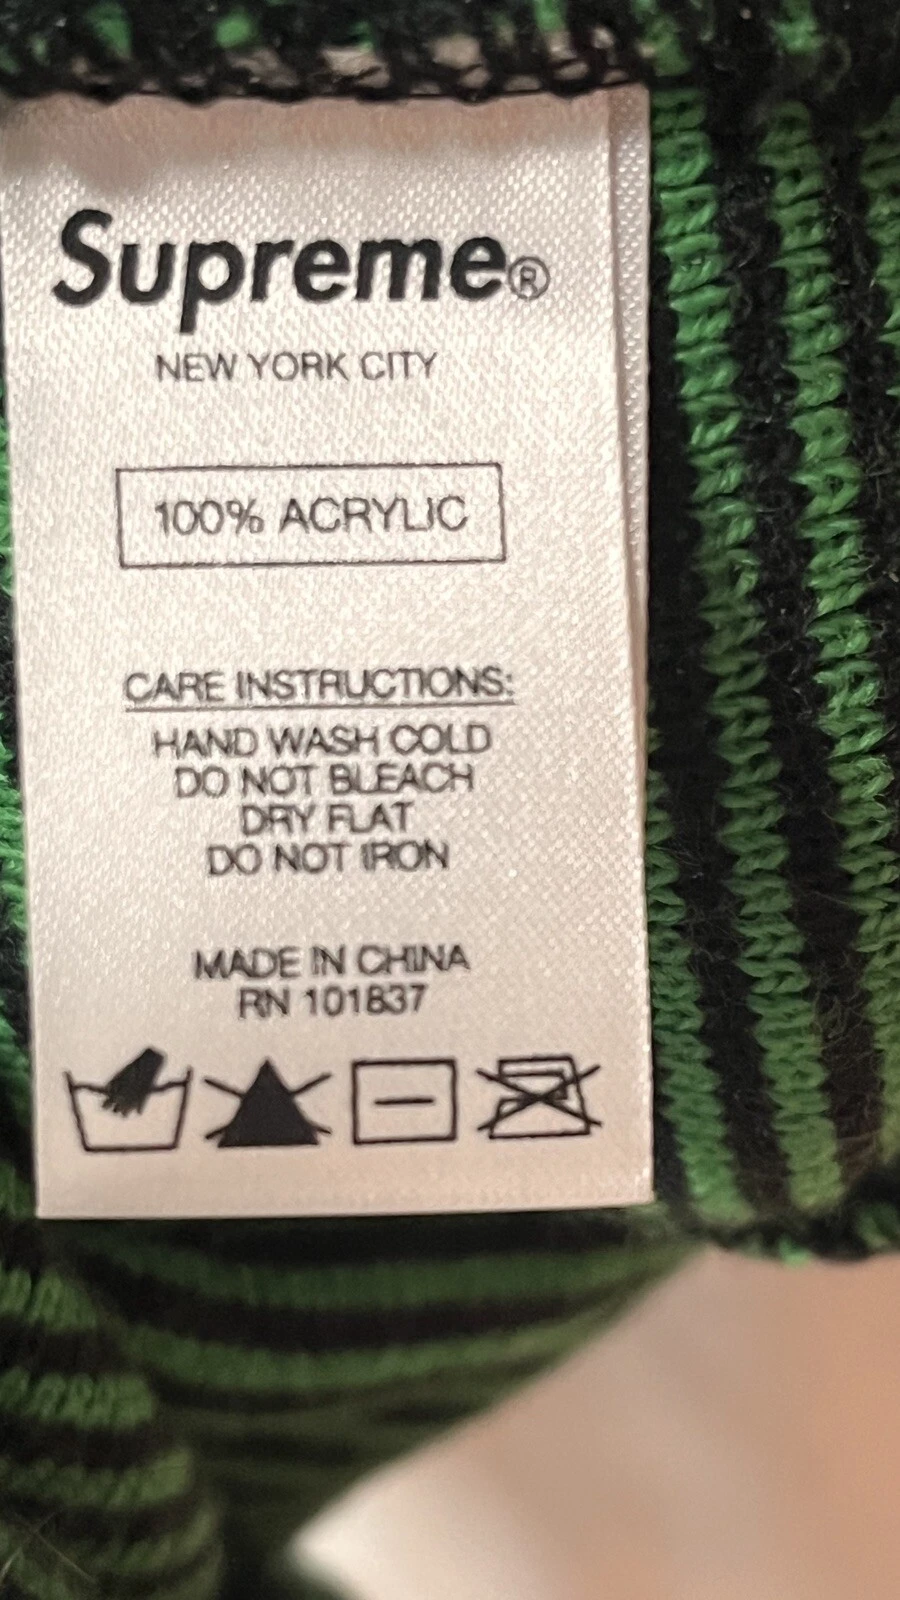 Supreme®
NEW YORK CITY
100% ACRYLIC
CARE INSTRUCTIONS:
HAND WASH COLD
DO NOT BLEACH
DRY FLAT
DO NOT IRON
MADE IN CHINA
RN 101837